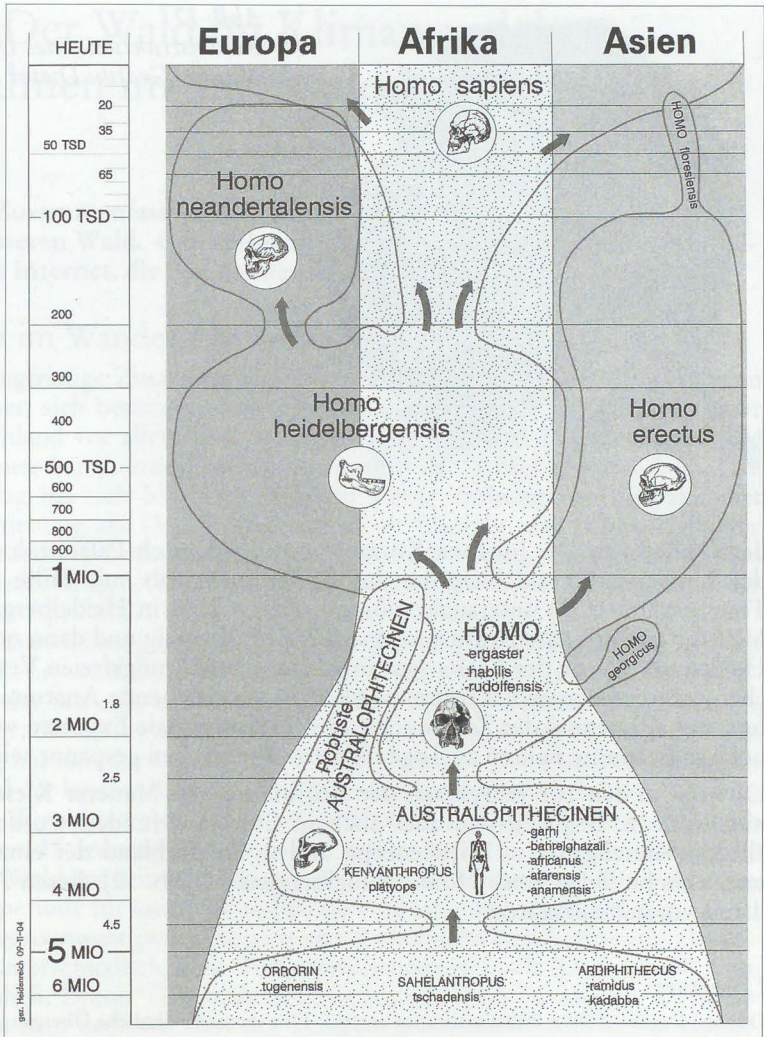 HEUTE
Europa
Afrika
Asien
20
35
50 TSD
65
100 TSD
200
300
400
500 TSD
600
700
800
900
1 MIO
1.8
2 MIO
2.5
3 MIO
4 MIO
4.5
5 MIO
6 MIO
Homo sapiens
HOMO
floresiensis
Homo
neandertalensis
Homo
heidelbergensis
Homo
erectus
HOMO
-ergaster
-habilis
-rudolfensis
HOMO
georgicus
Robuste
AUSTRALOPHITECINEN
AUSTRALOPITHECINEN
-garhi
-bahrelghazali
-africanus
-afarensis
-anamensis
KENYANTHROPUS
platyops
ORRORIN
tugenensis
SAHELANTROPUS
tschadensis
ARDIPHITHECUS
-ramidus
-kadabba
gez. Heidenreich 09-11-04